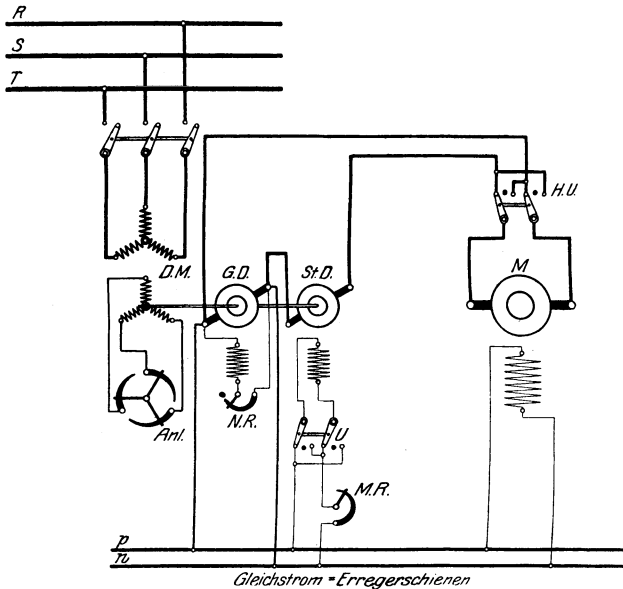 R
S
T
H.U.
D.M.
G.D.
St.D.
M
Anl.
N.R.
U
M.R.
p
n
Gleichstrom = Erregerschienen